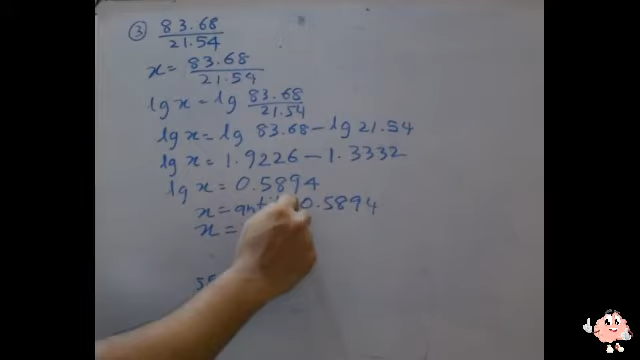 ③ 83.68 / 21.54
x = 83.68 / 21.54
lg x = lg 83.68 / 21.54
lg x = lg 83.68 - lg 21.54
lg x = 1.9226 - 1.3332
lg x = 0.5894
x = 0.5894
x =